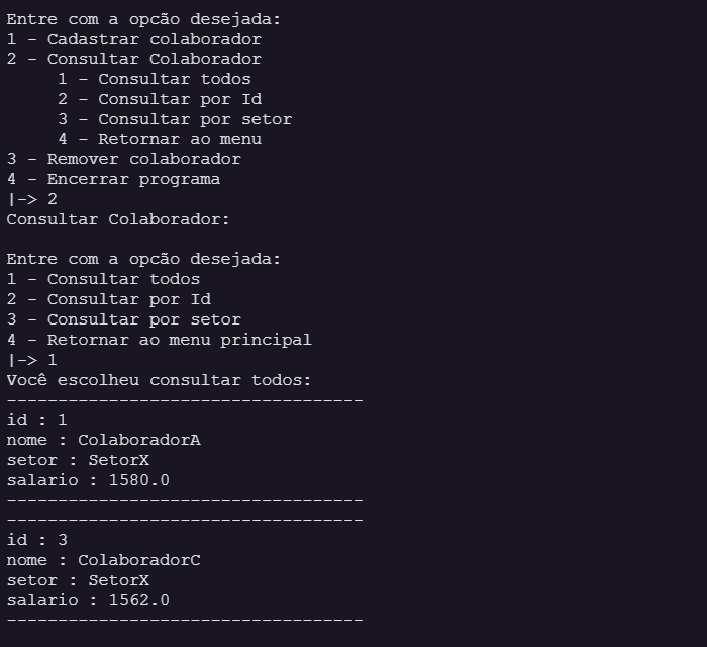 Entre com a opcão desejada:
1 - Cadastrar colaborador
2 - Consultar Colaborador
     1 - Consultar todos
     2 - Consultar por Id
     3 - Consultar por setor
     4 - Retornar ao menu
3 - Remover colaborador
4 - Encerrar programa
|-> 2
Consultar Colaborador:

Entre com a opção desejada:
1 - Consultar todos
2 - Consultar por Id
3 - Consultar por setor
4 - Retornar ao menu principal
|-> 1
Você escolheu consultar todos:
-----------------------------------
id : 1
nome : ColaboradorA
setor : SetorX
salario : 1580.0
-----------------------------------
-----------------------------------
id : 3
nome : ColaboradorC
setor : SetorX
salario : 1562.0
-----------------------------------